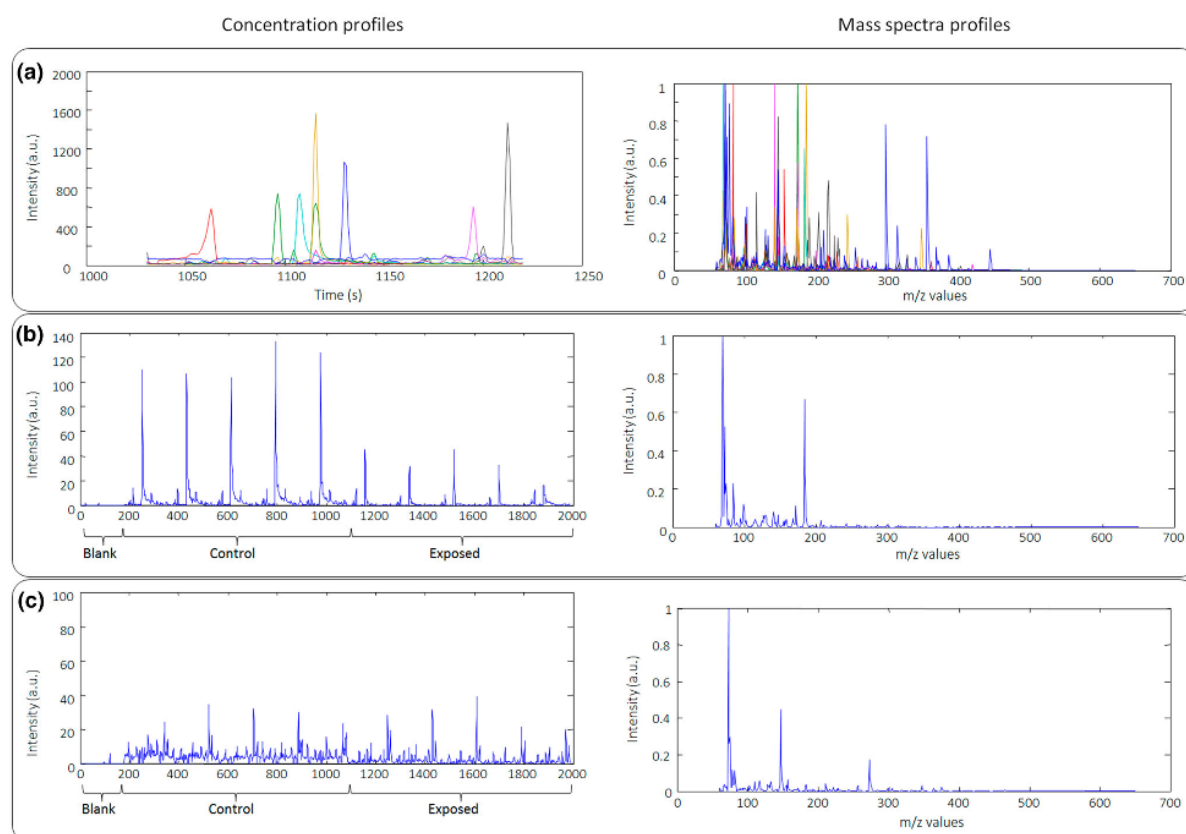 Concentration profiles
Mass spectra profiles
(a)
2000
1600
1200
800
400
0
Intensity (a.u.)
1000 1050 1100 1150 1200 1250
Time (s)
1
0.8
0.6
0.4
0.2
0
Intensity (a.u.)
0 100 200 300 400 500 600 700
m/z values
(b)
140
120
100
80
60
40
20
0
Intensity (a.u.)
0 200 400 600 800 1000 1200 1400 1600 1800 2000
Blank Control Exposed
1
0.8
0.6
0.4
0.2
0
Intensity (a.u.)
0 100 200 300 400 500 600 700
m/z values
(c)
100
80
60
40
20
0
Intensity (a.u.)
0 200 400 600 800 1000 1200 1400 1600 1800 2000
Blank Control Exposed
1
0.8
0.6
0.4
0.2
0
Intensity (a.u.)
0 100 200 300 400 500 600 700
m/z values